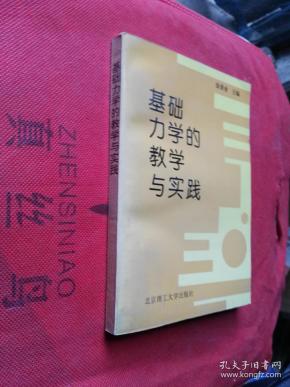 主编
基础
力学的
教学
与实践
北京理工大学出版社
基础力学的教学与实践
真丝鸟
ZHENSINIAO
孔夫子旧书网